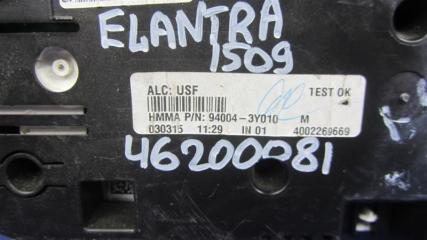 ELANTRA
1509
ALC: USF TEST OK
HMMA P/N: 94004-3Y010 M
030315 11:29 IN 01 4002269669
46200081